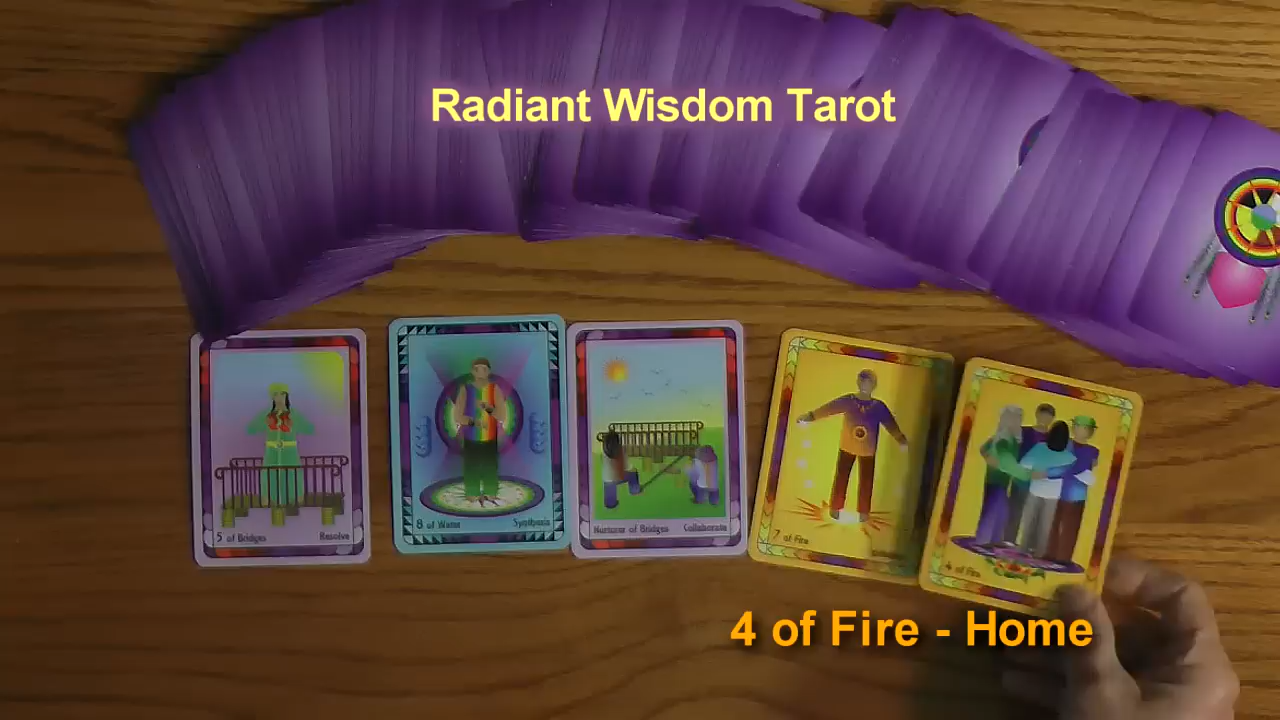 Radiant Wisdom Tarot
5 of Bridges Resolve
8 of Water Synthesis
Nurturer of Bridges Collaborate
7 of Fire
4 of Fire
4 of Fire - Home